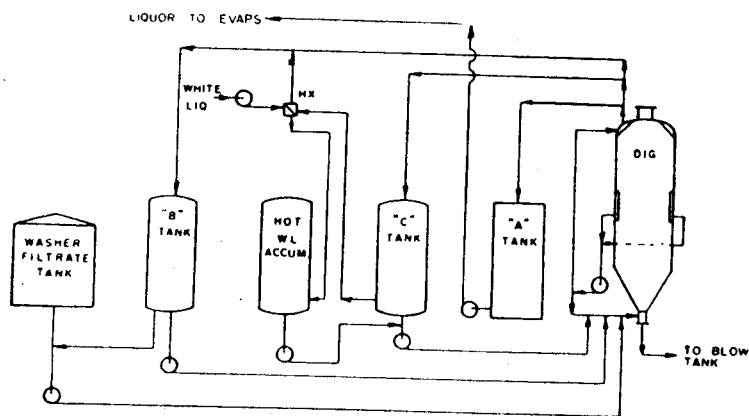 LIQUOR TO EVAPS
HX
WHITE
LIQ
DIG
"B"
TANK
HOT
WL
ACCUM
"C"
TANK
"A"
TANK
WASHER
FILTRATE
TANK
TO BLOW
TANK